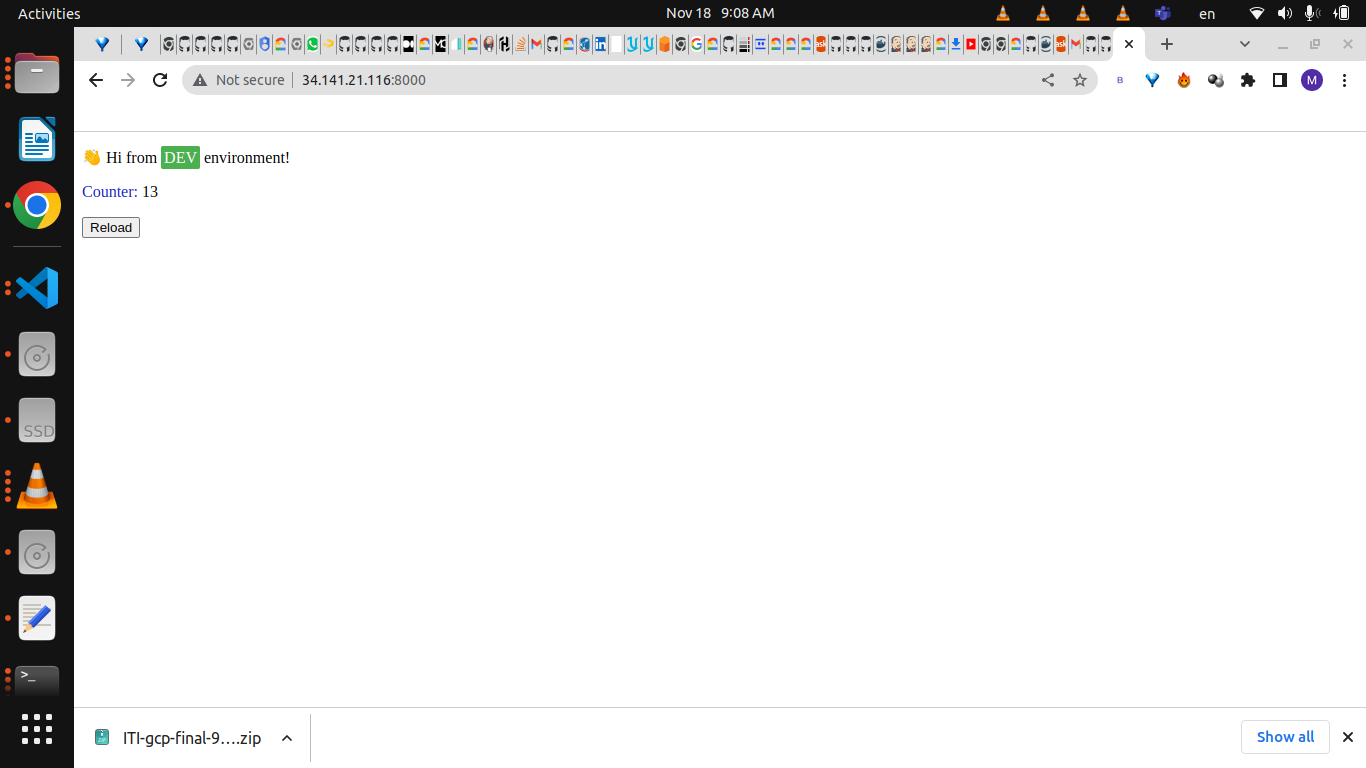 Activities
Nov 18 9:08 AM
en
Not secure
34.141.21.116:8000
B
M
👋 Hi from DEV environment!
Counter: 13
Reload
SSD
>_
ITI-gcp-final-9....zip
Show all